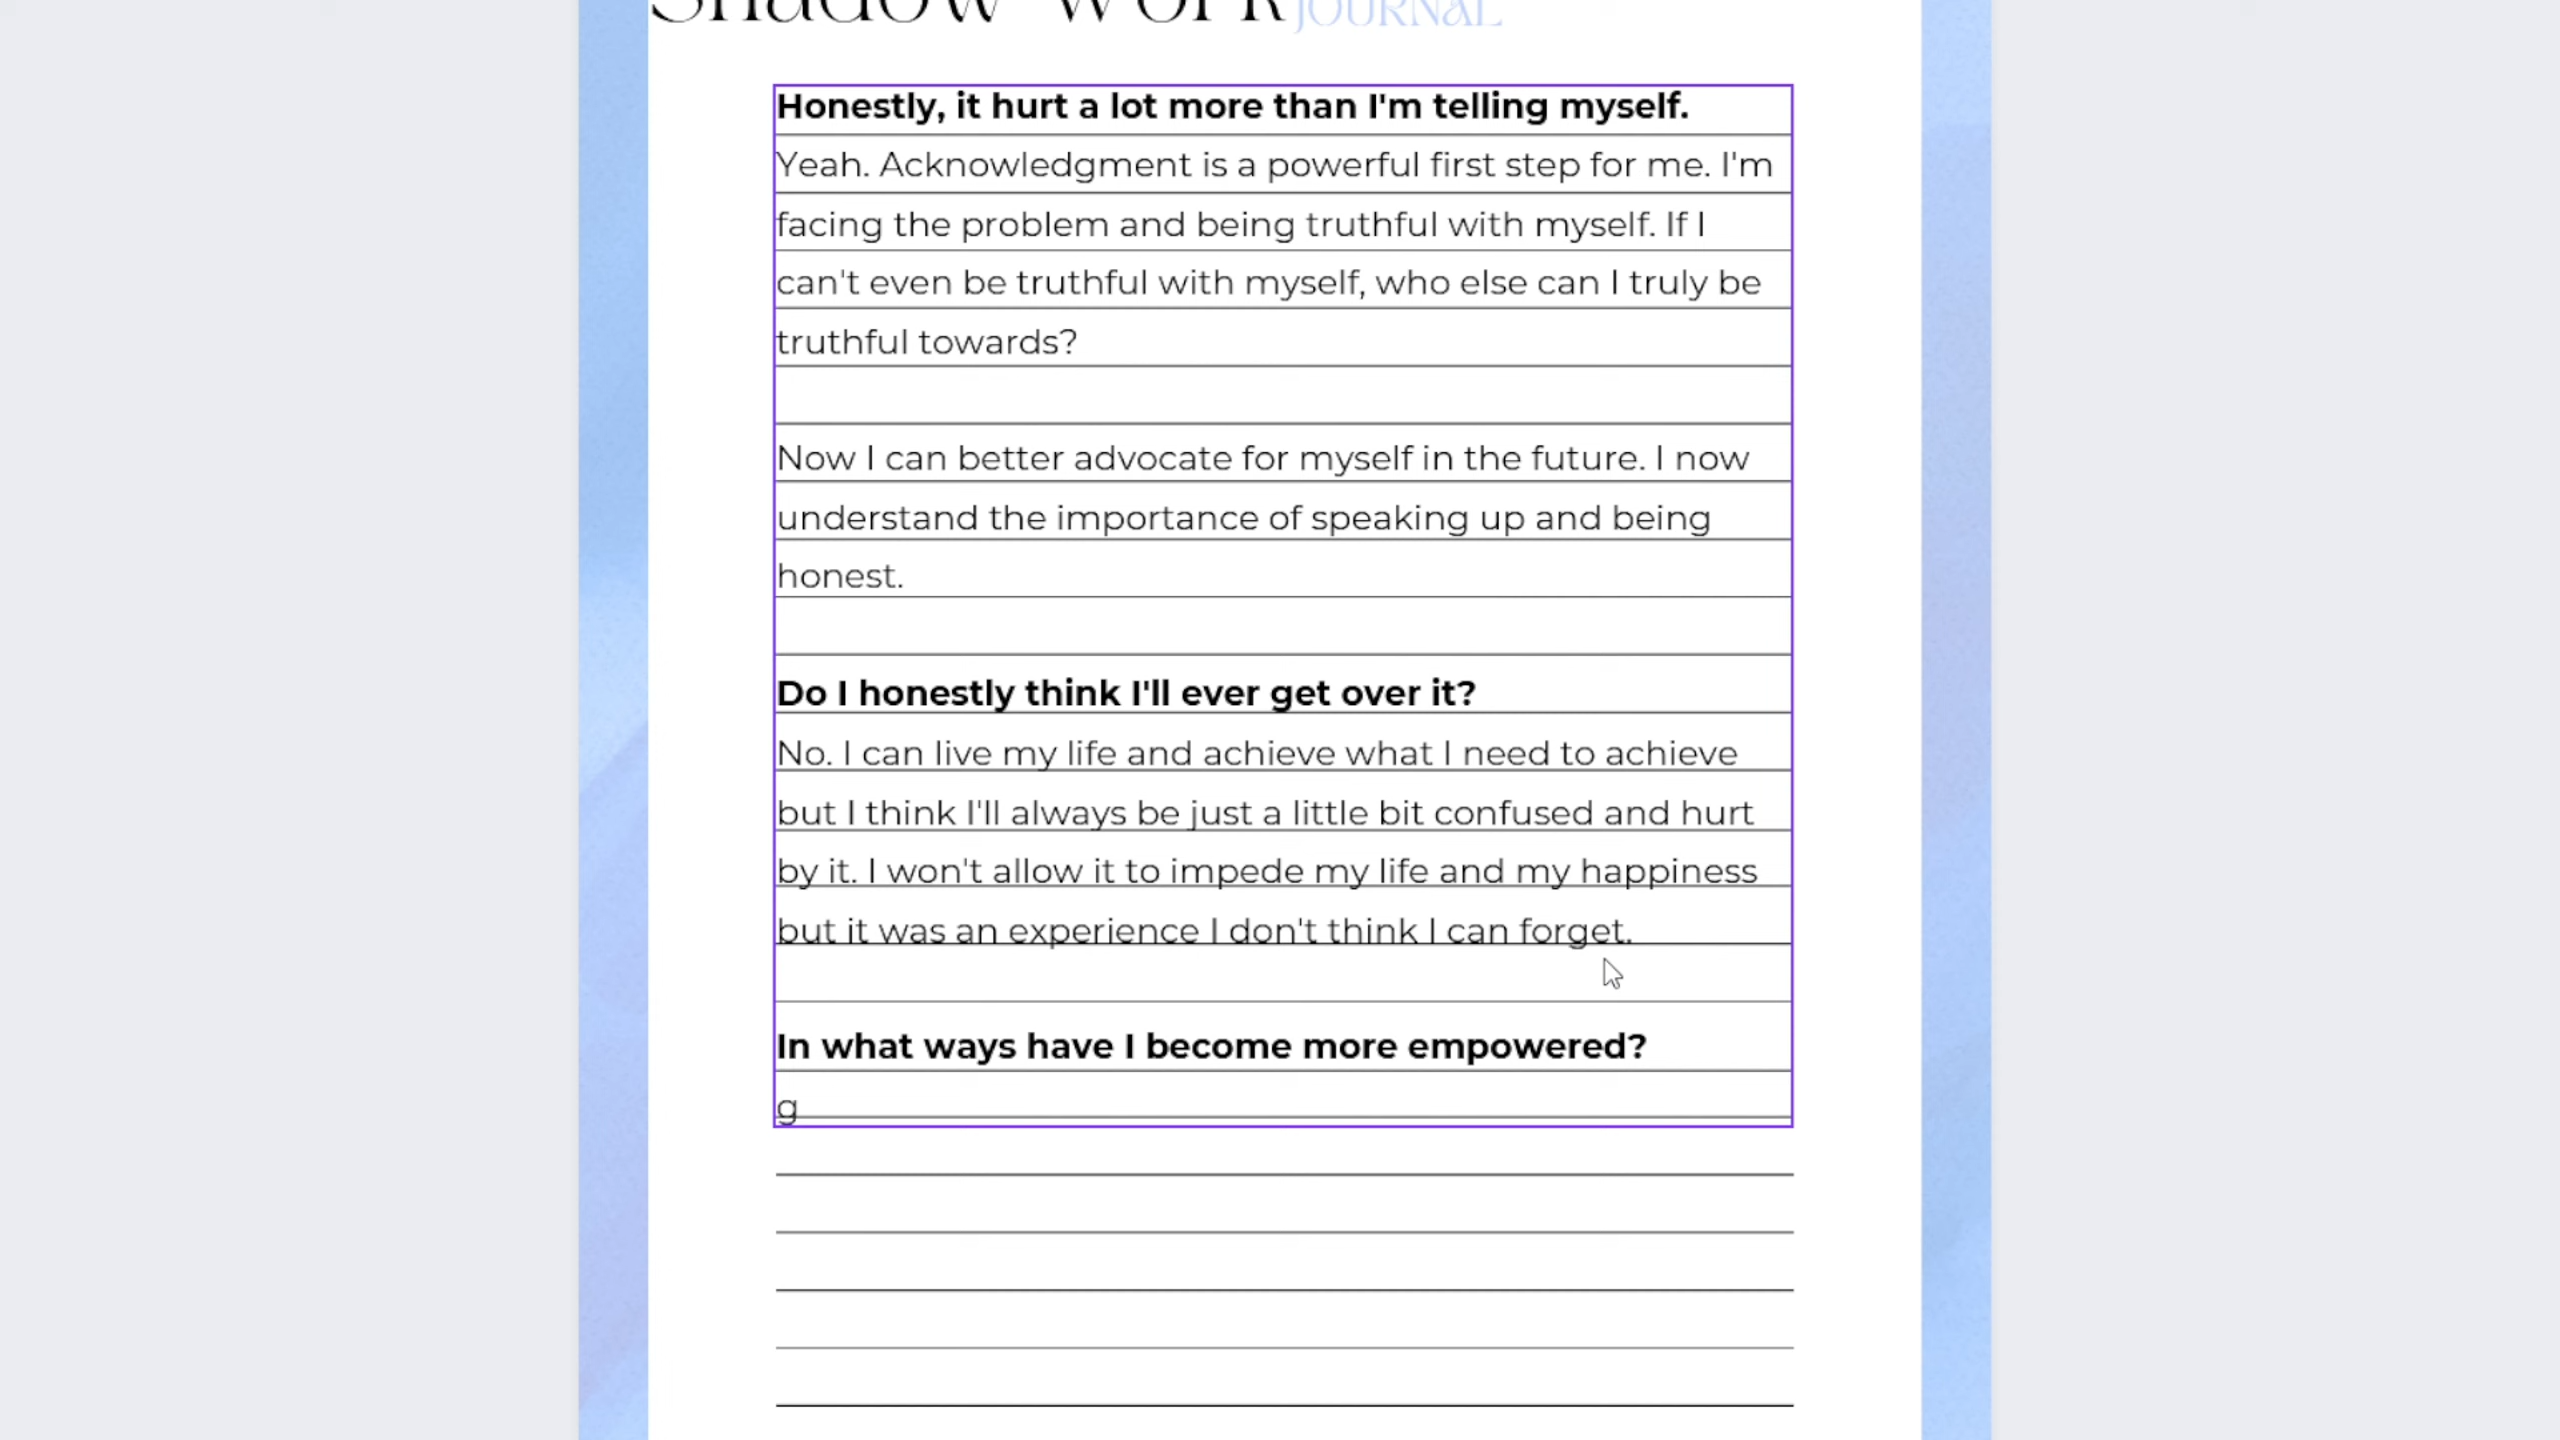 Shadow Work JOURNAL
Honestly, it hurt a lot more than I'm telling myself.
Yeah. Acknowledgment is a powerful first step for me. I'm
facing the problem and being truthful with myself. If I
can't even be truthful with myself, who else can I truly be
truthful towards?
Now I can better advocate for myself in the future. I now
understand the importance of speaking up and being
honest.
Do I honestly think I'll ever get over it?
No. I can live my life and achieve what I need to achieve
but I think I'll always be just a little bit confused and hurt
by it. I won't allow it to impede my life and my happiness
but it was an experience I don't think I can forget.
In what ways have I become more empowered?
g